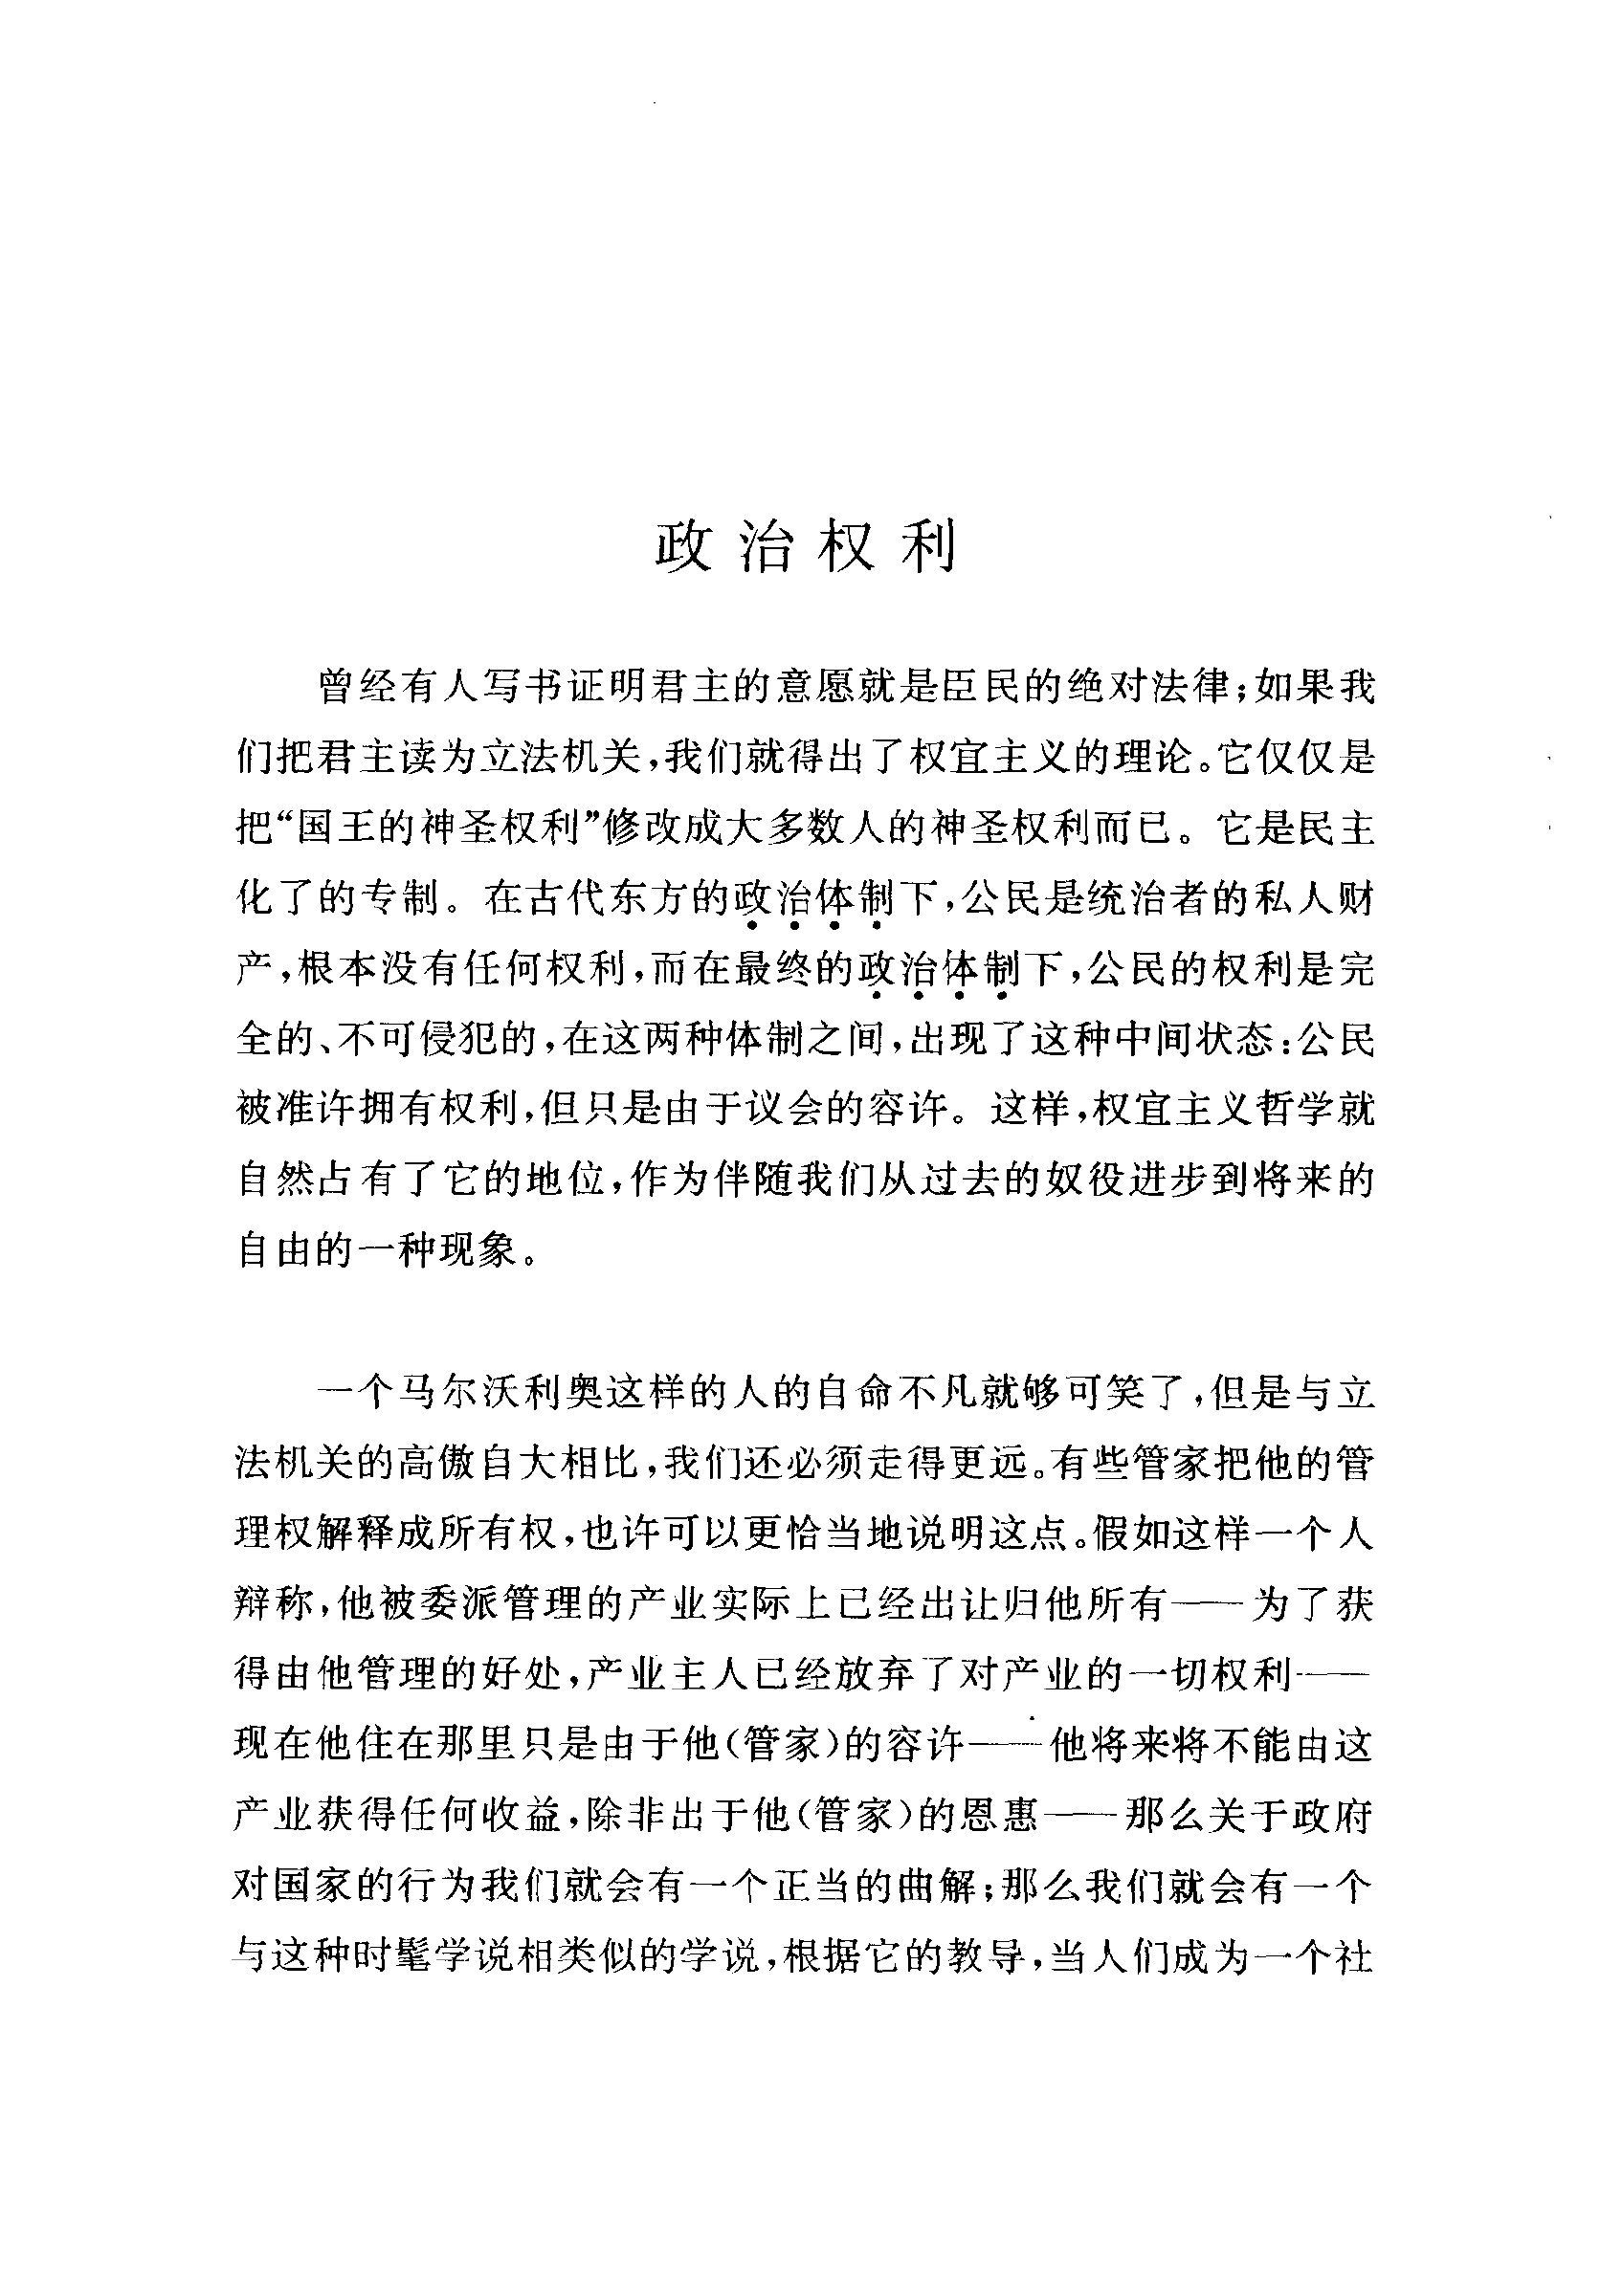 政治权利
曾经有人写书证明君主的意愿就是臣民的绝对法律;如果我
们把君主读为立法机关,我们就得出了权宜主义的理论。它仅仅是
把“国王的神圣权利”修改成大多数人的神圣权利而已。它是民主
化了的专制。在古代东方的政治体制下,公民是统治者的私人财
产,根本没有任何权利,而在最终的政治体制下,公民的权利是完
全的、不可侵犯的,在这两种体制之间,出现了这种中间状态:公民
被准许拥有权利,但只是由于议会的容许。这样,权宜主义哲学就
自然占有了它的地位,作为伴随我们从过去的奴役进步到将来的
自由的一种现象。
一个马尔沃利奥这样的人的自命不凡就够可笑了,但是与立
法机关的高傲自大相比,我们还必须走得更远。有些管家把他的管
理权解释成所有权,也许可以更恰当地说明这点。假如这样一个人
辩称,他被委派管理的产业实际上已经出让归他所有——为了获
得由他管理的好处,产业主人已经放弃了对产业的一切权利——
现在他住在那里只是由于他(管家)的容许——他将来将不能由这
产业获得任何收益,除非出于他(管家)的恩惠——那么关于政府
对国家的行为我们就会有一个正当的曲解;那么我们就会有一个
与这种时髦学说相类似的学说,根据它的教导,当人们成为一个社